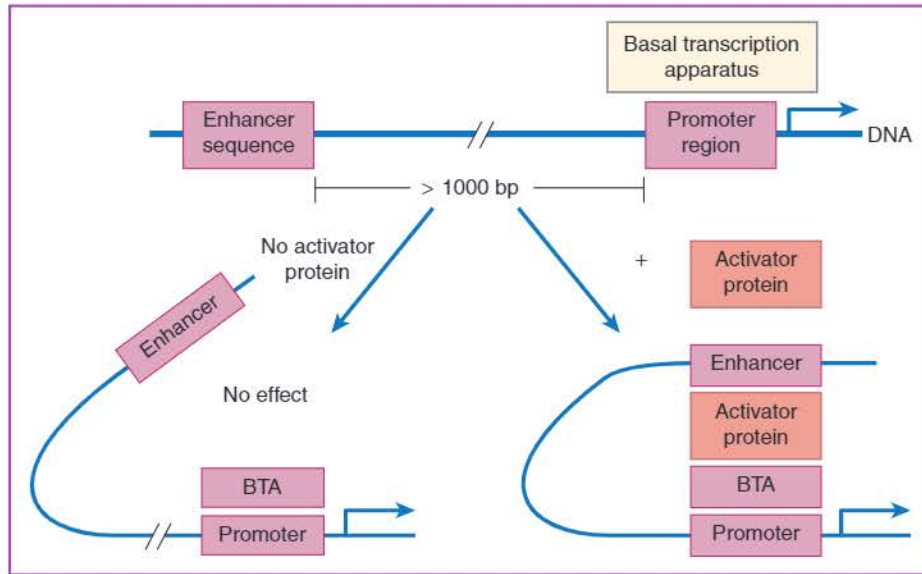 Basal transcription
apparatus
Enhancer
sequence
Promoter
region
DNA
> 1000 bp
No activator
protein
+
Activator
protein
Enhancer
No effect
BTA
Promoter
Enhancer
Activator
protein
BTA
Promoter